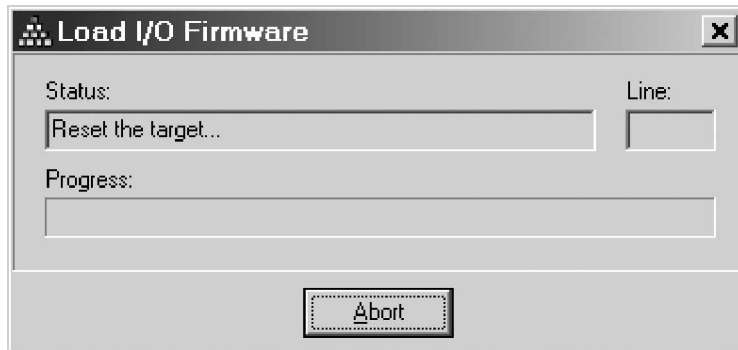 Load I/O Firmware
Status:
Line:
Reset the target...
Progress:
Abort